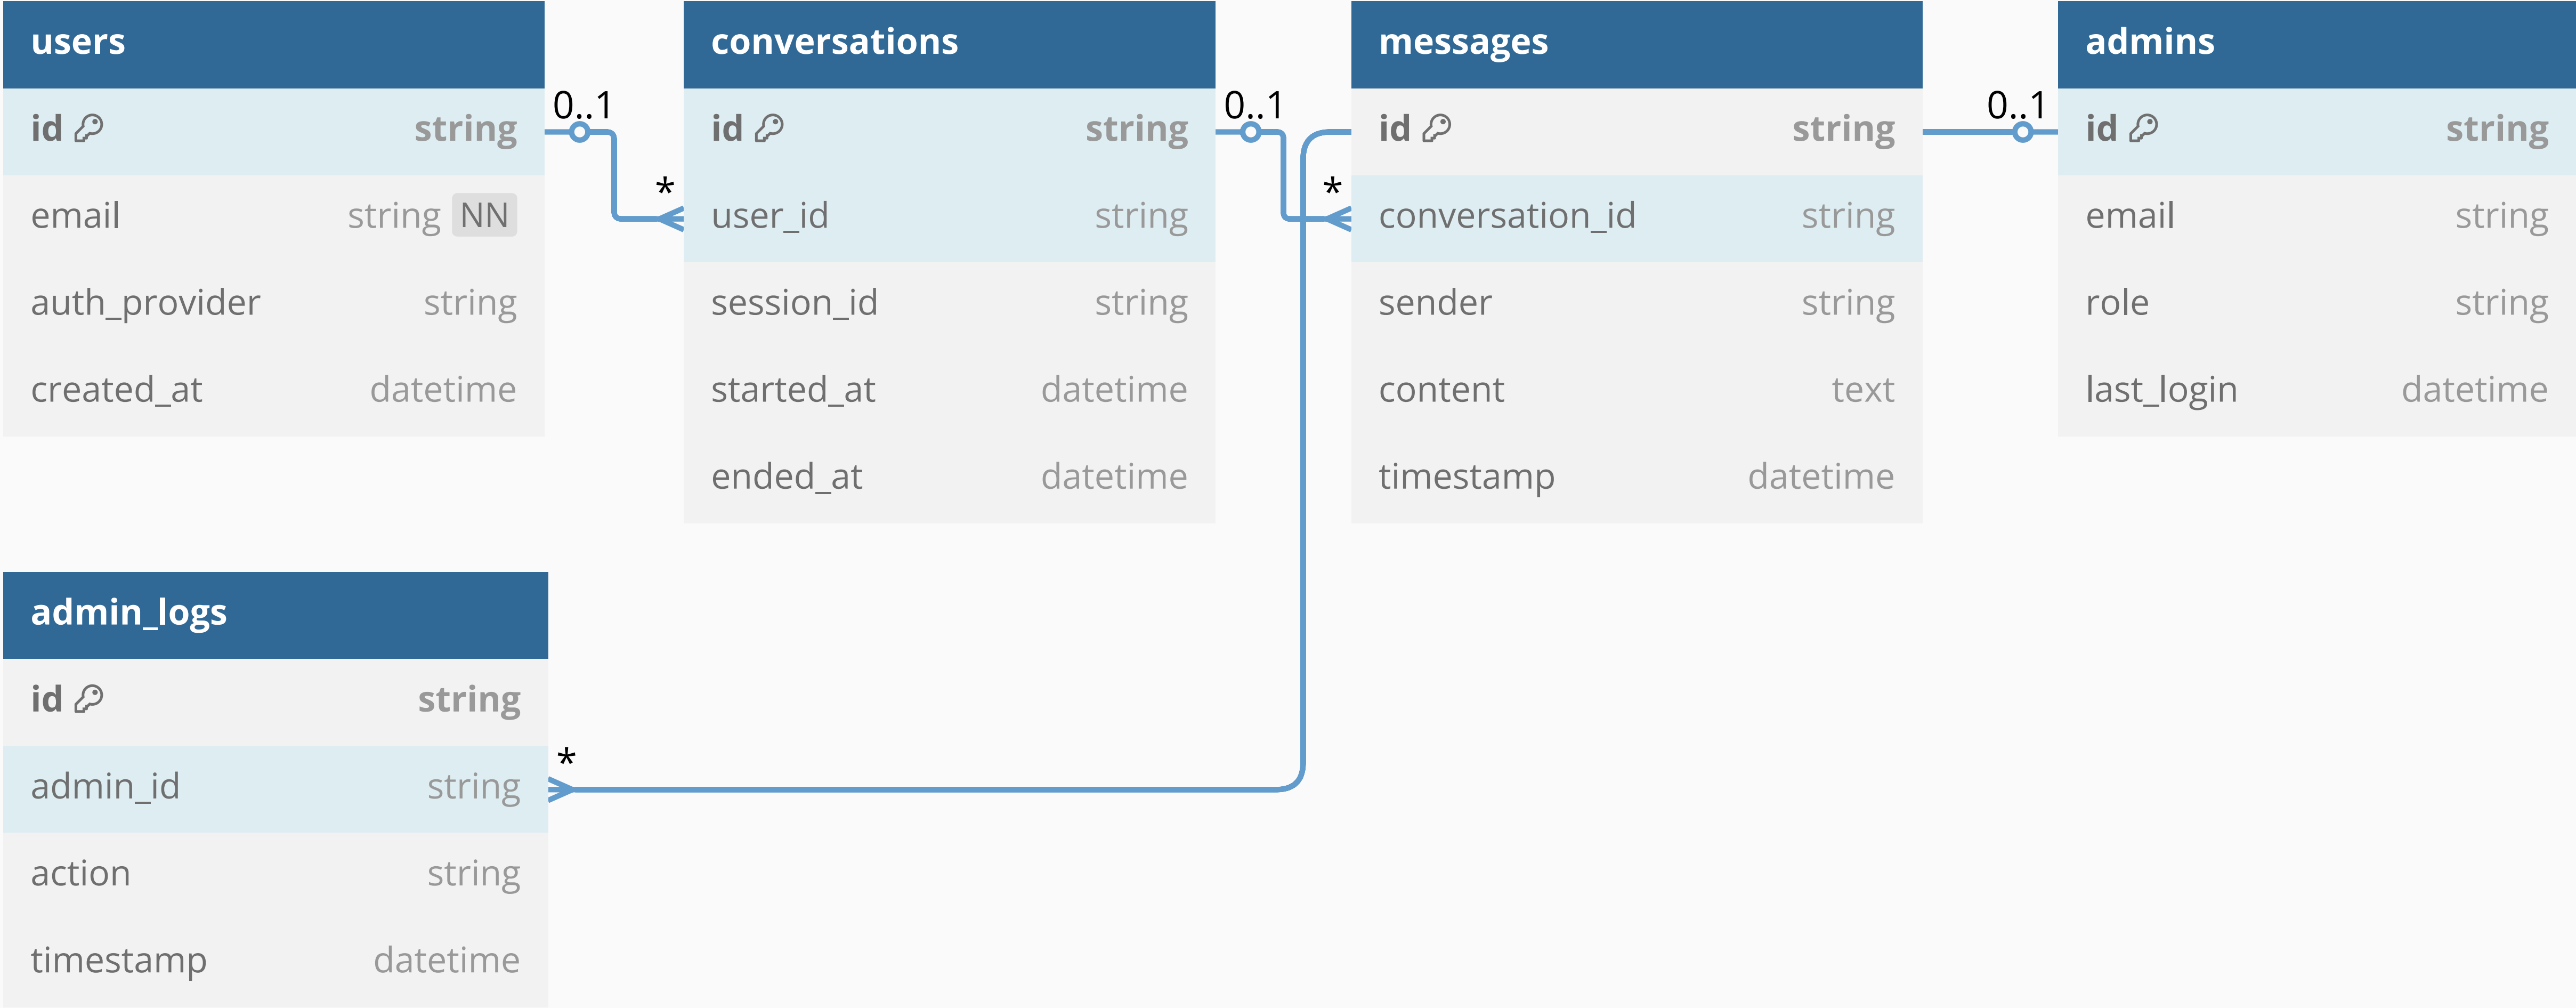 users
id string
email string NN
auth_provider string
created_at datetime
0..1
*
conversations
id string
user_id string
session_id string
started_at datetime
ended_at datetime
0..1
*
messages
id string
conversation_id string
sender string
content text
timestamp datetime
0..1
admins
id string
email string
role string
last_login datetime
admin_logs
id string
admin_id string
action string
timestamp datetime
*